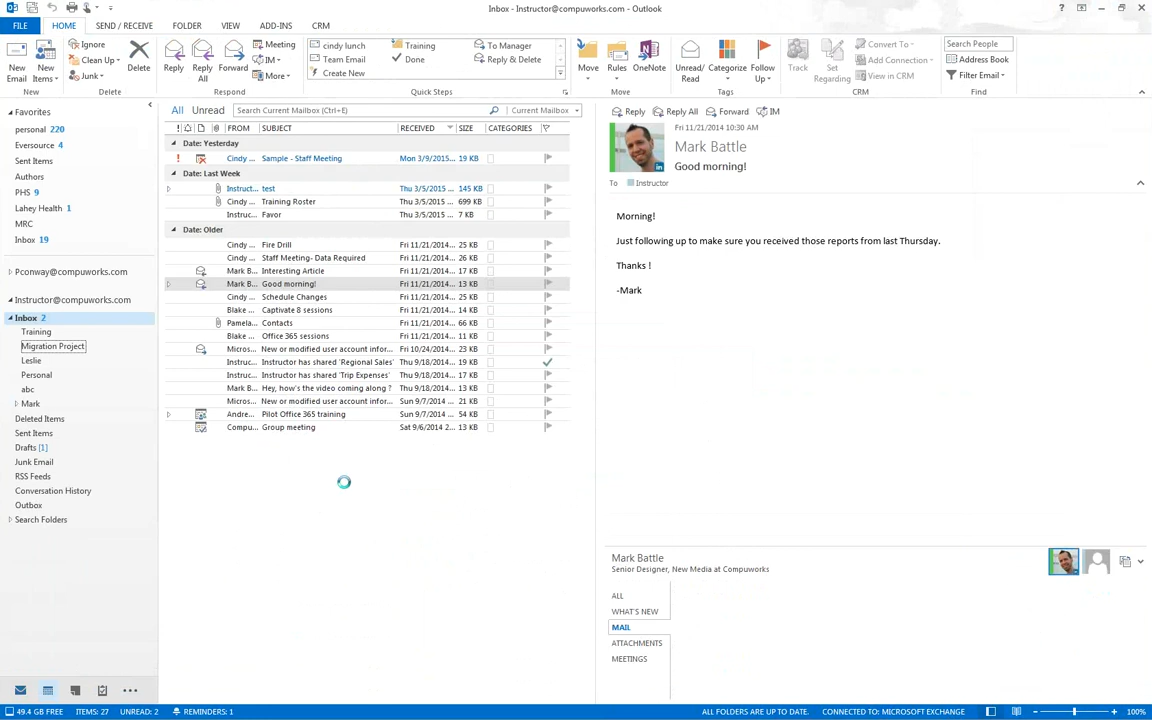 Inbox - Instructor@compuworks.com - Outlook
FILE HOME SEND / RECEIVE FOLDER VIEW ADD-INS CRM
New Email
New Items
New
Ignore
Clean Up
Junk
Delete
Delete
Reply
Reply All
Forward
Meeting
IM
More
Respond
cindy lunch
Team Email
Create New
Training
Done
To Manager
Reply & Delete
Quick Steps
Move
Rules
OneNote
Move
Unread/ Read
Categorize
Follow Up
Tags
Track
Set Regarding
Convert To
Add Connection
View in CRM
CRM
Search People
Address Book
Filter Email
Find
Favorites
personal 220
Eversource 4
Sent Items
Authors
PHS 9
Lahey Health 1
MRC
Inbox 19
Pconway@compuworks.com
Instructor@compuworks.com
Inbox 2
Training
Migration Project
Leslie
Personal
abc
Mark
Deleted Items
Sent Items
Drafts [1]
Junk Email
RSS Feeds
Conversation History
Outbox
Search Folders
All Unread Search Current Mailbox (Ctrl+E) Current Mailbox
! FROM SUBJECT RECEIVED SIZE CATEGORIES
Date: Yesterday
! Cindy ... Sample - Staff Meeting Mon 3/9/2015... 19 KB
Date: Last Week
Instruct... test Thu 3/5/2015 ... 145 KB
Cindy ... Training Roster Thu 3/5/2015 ... 699 KB
Instruc... Favor Thu 3/5/2015 ... 7 KB
Date: Older
Cindy ... Fire Drill Fri 11/21/2014... 25 KB
Cindy ... Staff Meeting- Data Required Fri 11/21/2014... 25 KB
Mark B... Interesting Article Fri 11/21/2014... 17 KB
Mark B... Good morning! Fri 11/21/2014... 13 KB
Cindy ... Schedule Changes Fri 11/21/2014... 25 KB
Blake ... Captivate 8 sessions Fri 11/21/2014... 9 KB
Pamela... Contacts Fri 11/21/2014... 66 KB
Blake ... Office 365 sessions Fri 11/21/2014... 11 KB
Micros... New or modified user account infor... Fri 10/24/2014... 23 KB
Instruc... Instructor has shared 'Regional Sales' Thu 9/18/2014... 19 KB
Instruc... Instructor has shared 'Trip Expenses' Thu 9/18/2014... 17 KB
Mark B... Hey, how's the video coming along ? Thu 9/18/2014... 13 KB
Micros... New or modified user account infor... Sun 9/7/2014 ... 21 KB
Andre... Pilot Office 365 training Sun 9/7/2014 ... 54 KB
Compu... Group meeting Sat 9/6/2014 2... 13 KB
Reply Reply All Forward IM
Fri 11/21/2014 10:30 AM
Mark Battle
Good morning!
To Instructor
Morning!
Just following up to make sure you received those reports from last Thursday.
Thanks !
-Mark
Mark Battle
Senior Designer, New Media at Compuworks
ALL
WHAT'S NEW
MAIL
ATTACHMENTS
MEETINGS
49.4 GB FREE ITEMS: 27 UNREAD: 2 REMINDERS: 1 ALL FOLDERS ARE UP TO DATE. CONNECTED TO: MICROSOFT EXCHANGE 100%